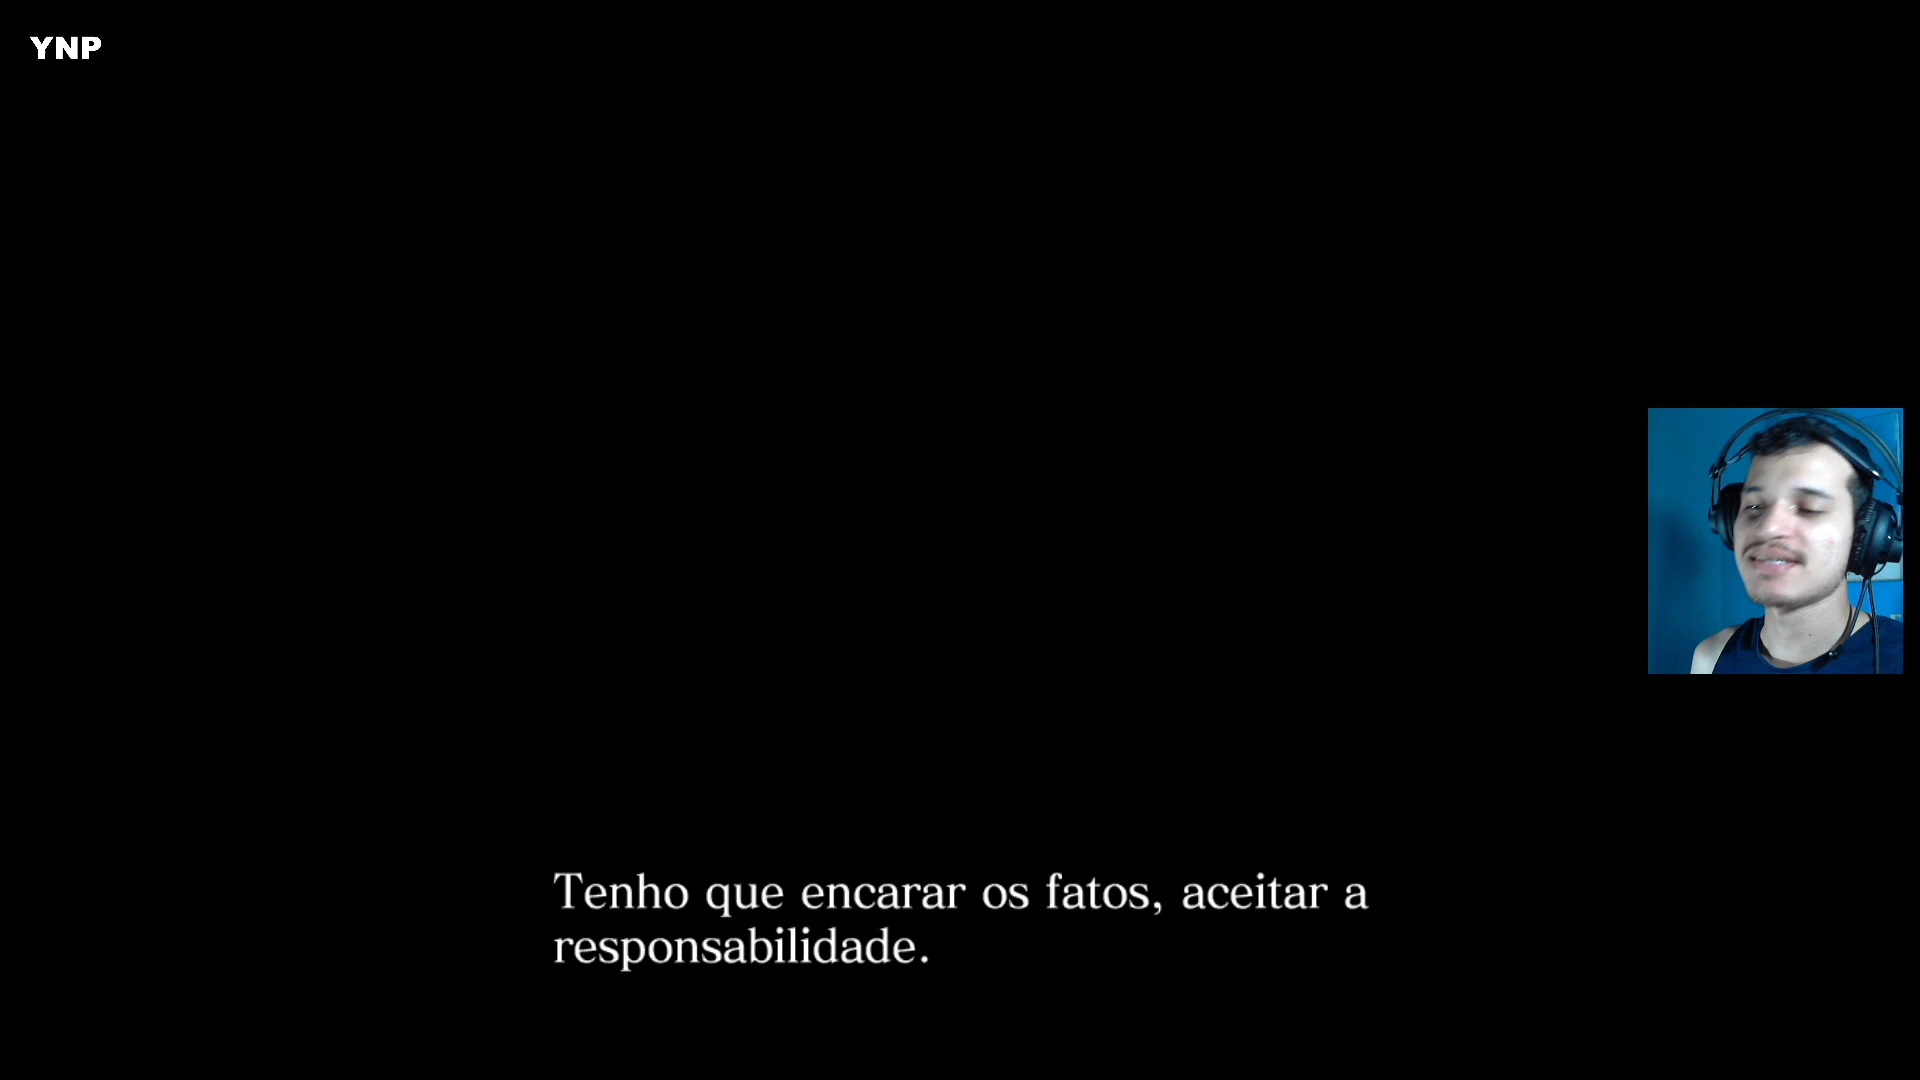 YNP
Tenho que encarar os fatos, aceitar a
responsabilidade.